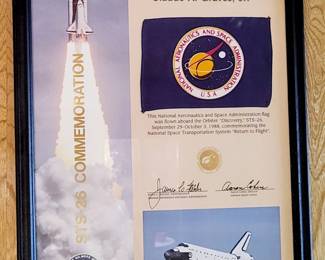 STS-26 COMMEMORATION
NATIONAL AERONAUTICS AND SPACE ADMINISTRATION
U.S.A.
This National Aeronautics and Space Administration flag
was flown aboard the Orbiter "Discovery," STS-26,
September 29-October 3, 1988, commemorating the
National Space Transportation System "Return to Flight".